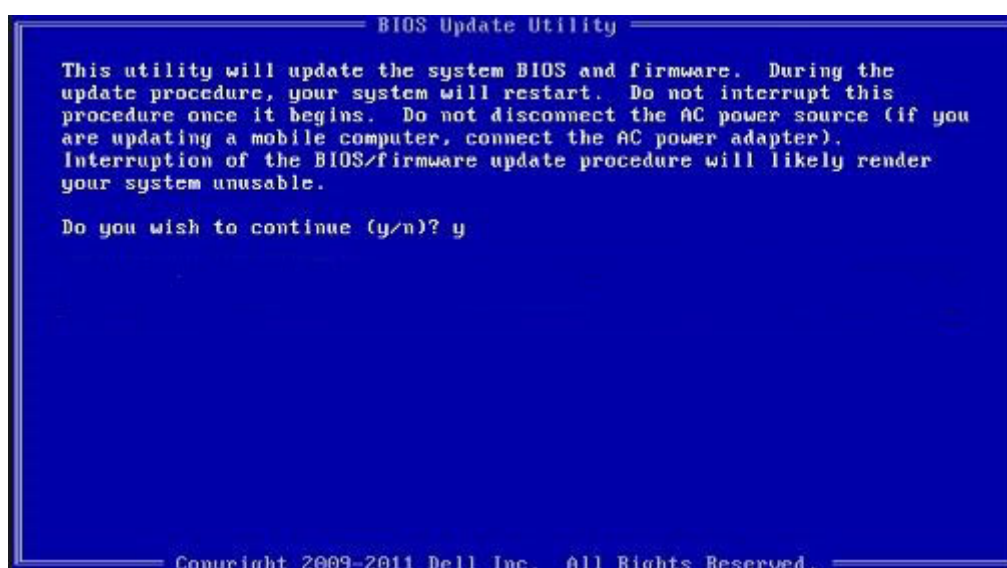 BIOS Update Utility
This utility will update the system BIOS and firmware. During the
update procedure, your system will restart. Do not interrupt this
procedure once it begins. Do not disconnect the AC power source (if you
are updating a mobile computer, connect the AC power adapter).
Interruption of the BIOS/firmware update procedure will likely render
your system unusable.
Do you wish to continue (y/n)? y
Copyright 2009-2011 Dell Inc. All Rights Reserved.